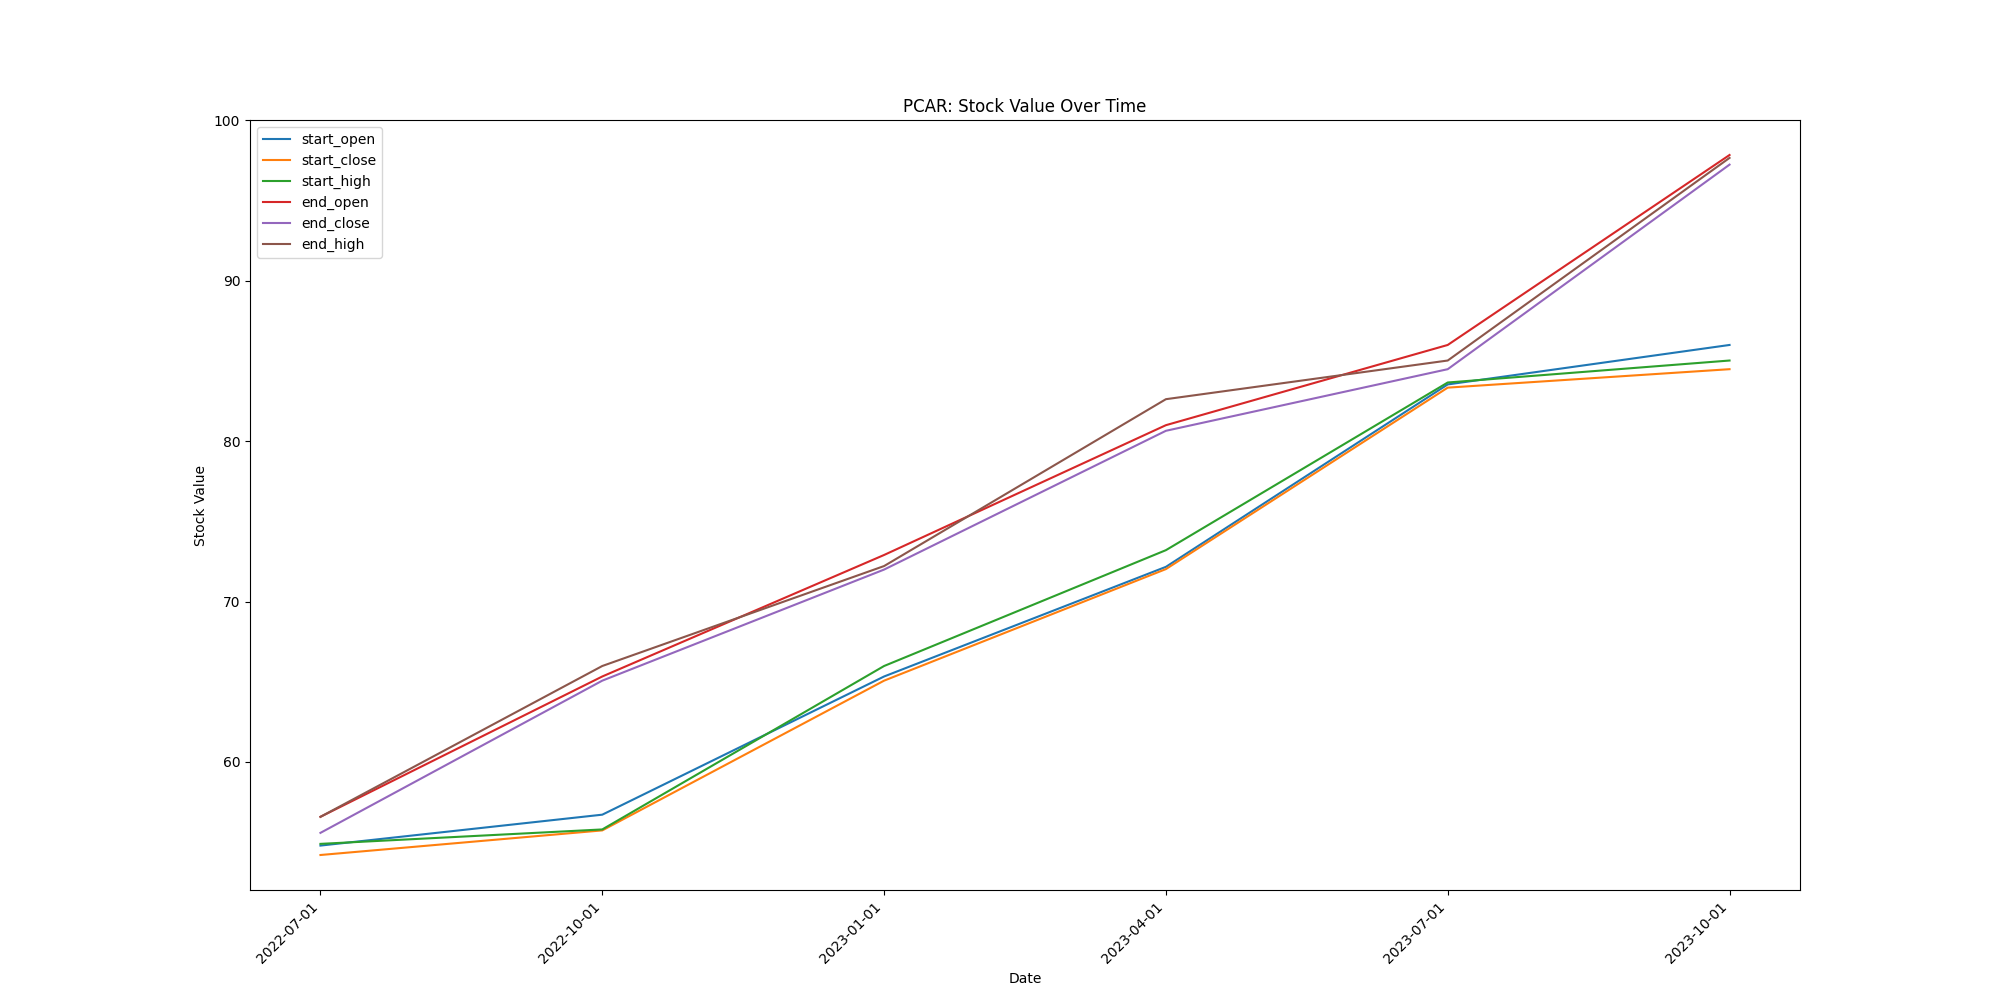 PCAR: Stock Value Over Time
start_open
start_close
start_high
end_open
end_close
end_high
100
90
80
70
60
Stock Value
2022-07-01
2022-10-01
2023-01-01
2023-04-01
2023-07-01
2023-10-01
Date